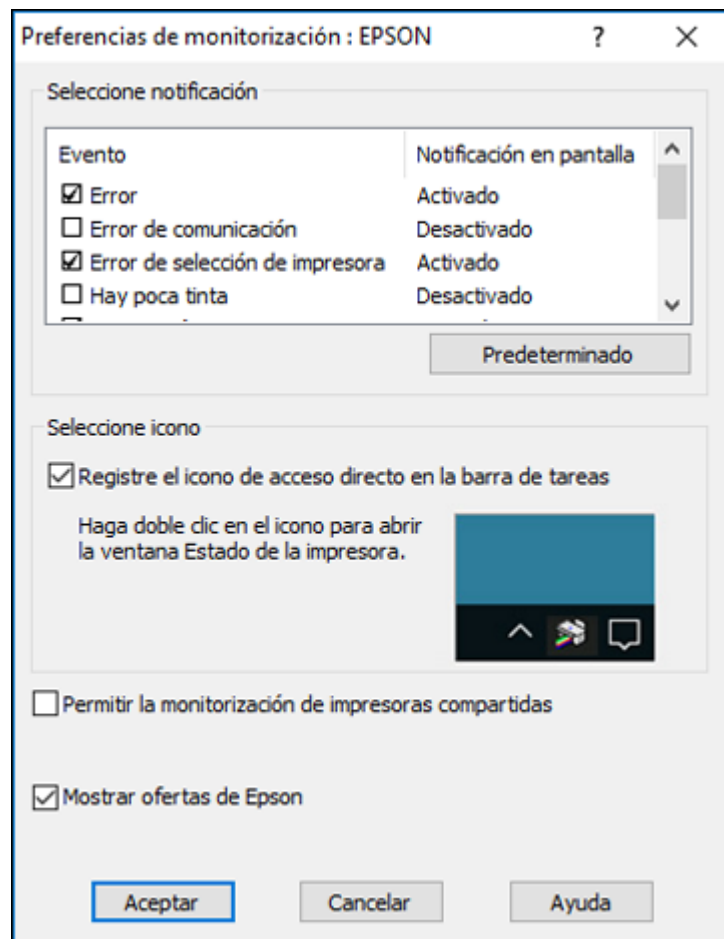 Preferencias de monitorización : EPSON
Seleccione notificación
Evento Notificación en pantalla
Error Activado
Error de comunicación Desactivado
Error de selección de impresora Activado
Hay poca tinta Desactivado
Predeterminado
Seleccione icono
Registre el icono de acceso directo en la barra de tareas
Haga doble clic en el icono para abrir
la ventana Estado de la impresora.
Permitir la monitorización de impresoras compartidas
Mostrar ofertas de Epson
Aceptar Cancelar Ayuda